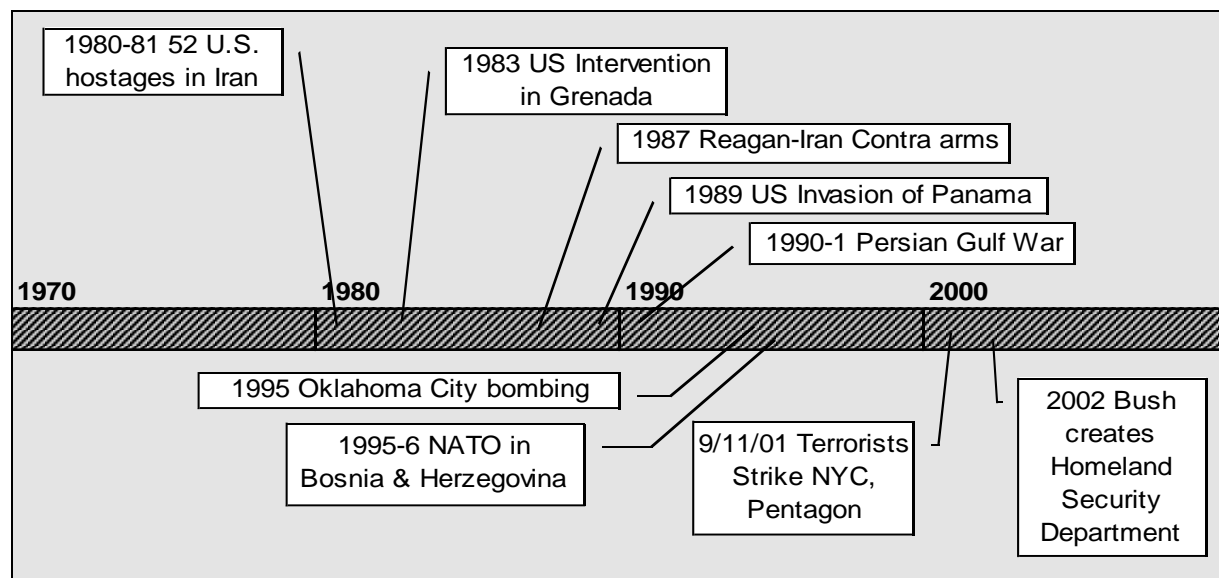 1980-81 52 U.S.
hostages in Iran
1983 US Intervention
in Grenada
1987 Reagan-Iran Contra arms
1989 US Invasion of Panama
1990-1 Persian Gulf War
1970
1980
1990
2000
1995 Oklahoma City bombing
1995-6 NATO in
Bosnia & Herzegovina
9/11/01 Terrorists
Strike NYC,
Pentagon
2002 Bush
creates
Homeland
Security
Department